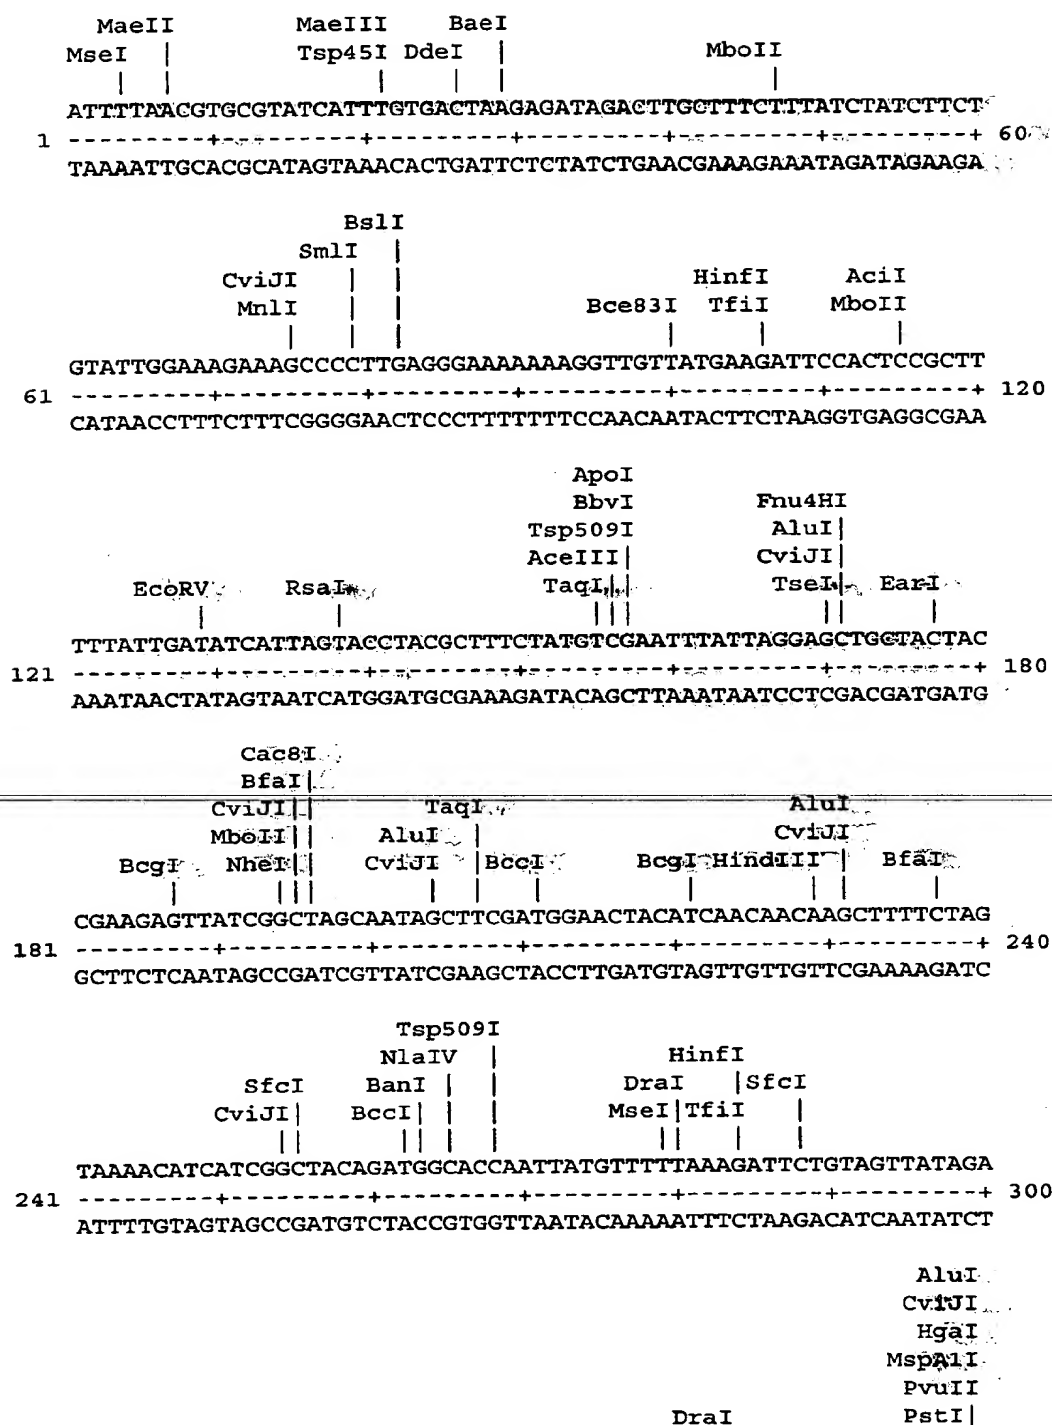 MaeII MaeIII BaeI
MseI | Tsp45I DdeI | MboII
| | | | | |
ATTTTAACGTGCGTATCATTTGTGACTAAGAGATAGACTTGCTTTCTTTATCTATCTTCT
1 ---------+---------+---------+---------+---------+---------+ 60
TAAAATTGCACGCATAGTAAACACTGATTCTCTATCTGAACGAAAGAAATAGATAGAAGA
BslI
SmlI |
CviJI | | HinfI AciI
MnlI | | Bce83I TfiI MboII
| | | | | |
GTATTGGAAAGAAAGCCCCTTGAGGGAAAAAAAAGGTTGTTATGAAGATTCCACTCCGCTT
61 ---------+---------+---------+---------+---------+---------+ 120
CATAACCTTTCTTTCGGGGAACTCCCTTTTTTTCCAACAATACTTCTAAGGTGAGGCGAA
ApoI
BbvI Fnu4HI
Tsp509I AluI|
AceIII| CviJI|
EcoRV RsaI TaqI,|| TseI| EarI
| | ||| || |
TTTATTGATATCATTAGTACCTACGCTTTCTATGTCGAATTTATTAGGAGCTGCTACTAC
121 ---------+---------+---------+---------+---------+---------+ 180
AAATAACTATAGTAATCATGGATGCGAAAGATACAGCTTAAATAATCCTCGACGATGATG
Cac8I
BfaI|
CviJI|| TaqI AluI
MboII|| AluI | CviJI
BcgI NheI|| CviJI |BccI BcgI HindIII | BfaI
| ||| | | | | | | |
CGAAGAGTTATCGGCTAGCAATAGCTTCGATGGAACTACATCAACAACAAGCTTTTCTAG
181 ---------+---------+---------+---------+---------+---------+ 240
GCTTCTCAATAGCCGATCGTTATCGAAGCTACCTTGATGTAGTTGTTGTTCGAAAAGATC
Tsp509I
NlaIV | HinfI
SfcI BanI | | DraI |SfcI
CviJI| BccI| | | MseI|TfiI |
|| || | | || | |
TAAAACATCATCGGCTACAGATGGCACCAATTATGTTTTTAAAGATTCTGTAGTTATAGA
241 ---------+---------+---------+---------+---------+---------+ 300
ATTTTGTAGTAGCCGATGTCTACCGTGGTTAATACAAAAATTTCTAAGACATCAATATCT
AluI
CviJI
HgaI
MspA1I
PvuII
DraI PstI|